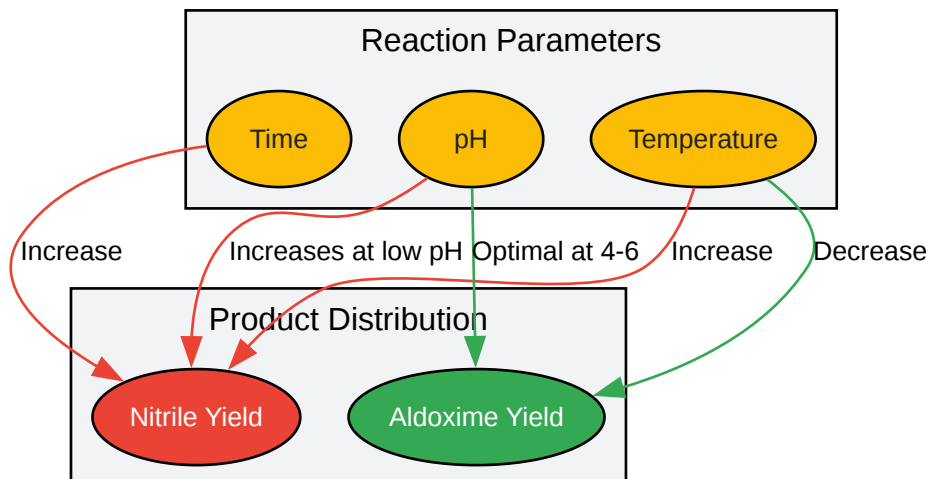 Reaction Parameters
Time
pH
Temperature
Increase
Increases at low pH
Optimal at 4-6
Increase
Decrease
Product Distribution
Nitrile Yield
Aldoxime Yield